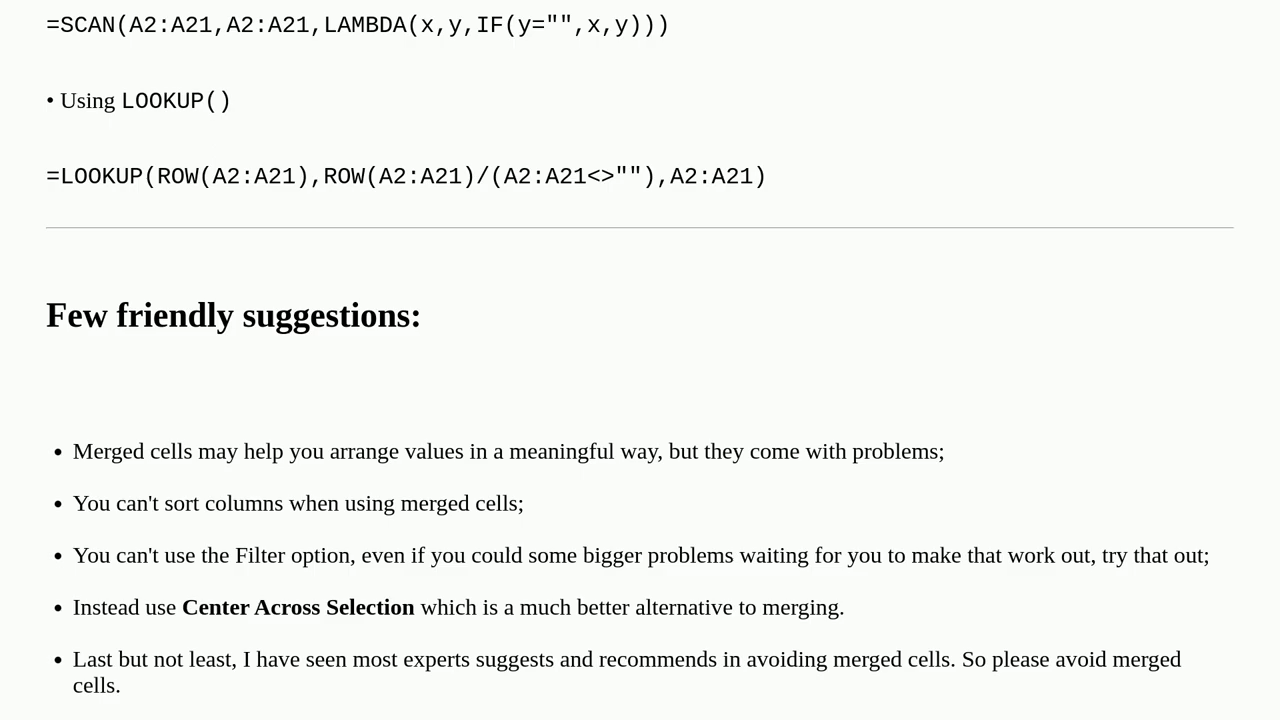 =SCAN(A2:A21,A2:A21,LAMBDA(x,y,IF(y="",x,y)))
• Using LOOKUP()
=LOOKUP(ROW(A2:A21),ROW(A2:A21)/(A2:A21<>""),A2:A21)
Few friendly suggestions:
• Merged cells may help you arrange values in a meaningful way, but they come with problems;
• You can't sort columns when using merged cells;
• You can't use the Filter option, even if you could some bigger problems waiting for you to make that work out, try that out;
• Instead use Center Across Selection which is a much better alternative to merging.
• Last but not least, I have seen most experts suggests and recommends in avoiding merged cells. So please avoid merged
cells.